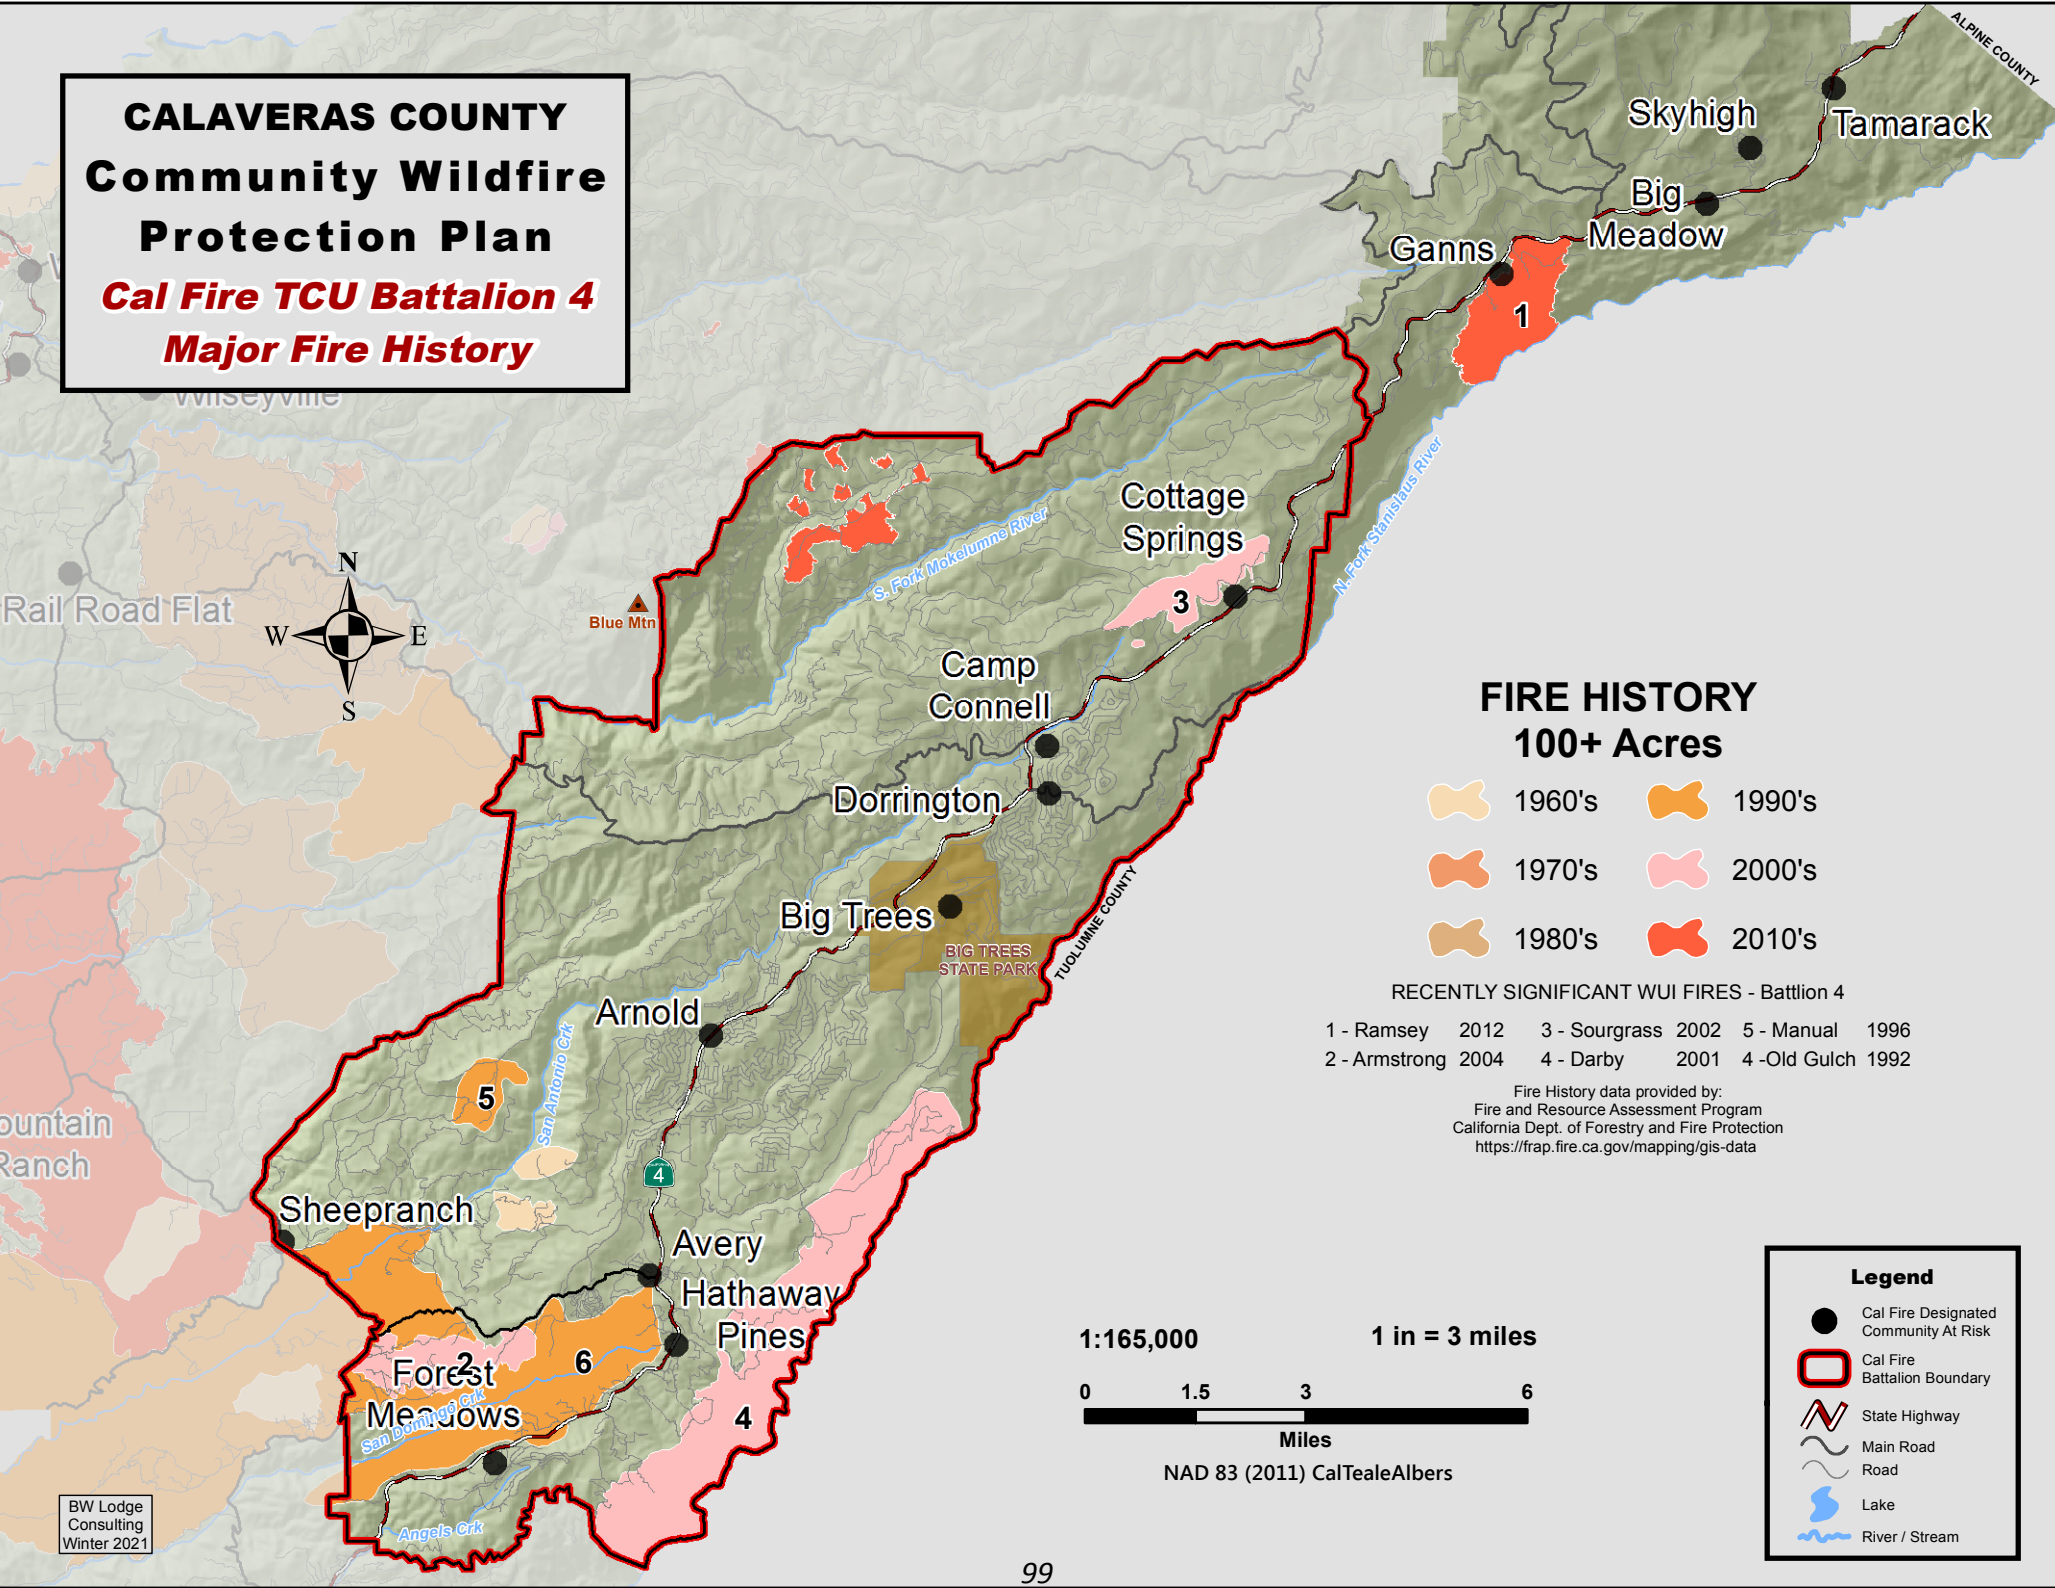 CALAVERAS COUNTY
Community Wildfire
Protection Plan
Cal Fire TCU Battalion 4
Major Fire History
ALPINE COUNTY
Skyhigh
Tamarack
Big
Meadow
Ganns
1
Wilseyville
Cottage
Springs
S. Fork Mokelumne River
N. Fork Stanislaus River
3
Rail Road Flat
N
W
E
S
Blue Mtn
Camp
Connell
Dorrington
Big Trees
BIG TREES
STATE PARK
TUOLUMNE COUNTY
Arnold
San Antonio Crk
5
ountain
Ranch
4
Sheepranch
Avery
Hathaway
Pines
2
6
Forest
Meadows
San Domingo Crk
4
Angels Crk
FIRE HISTORY
100+ Acres
1960's 1990's
1970's 2000's
1980's 2010's
RECENTLY SIGNIFICANT WUI FIRES - Battlion 4
1 - Ramsey 2012 3 - Sourgrass 2002 5 - Manual 1996
2 - Armstrong 2004 4 - Darby 2001 4 -Old Gulch 1992
Fire History data provided by:
Fire and Resource Assessment Program
California Dept. of Forestry and Fire Protection
https://frap.fire.ca.gov/mapping/gis-data
1:165,000 1 in = 3 miles
0 1.5 3 6
Miles
NAD 83 (2011) CalTealeAlbers
Legend
Cal Fire Designated
Community At Risk
Cal Fire
Battalion Boundary
State Highway
Main Road
Road
Lake
River / Stream
BW Lodge
Consulting
Winter 2021
99